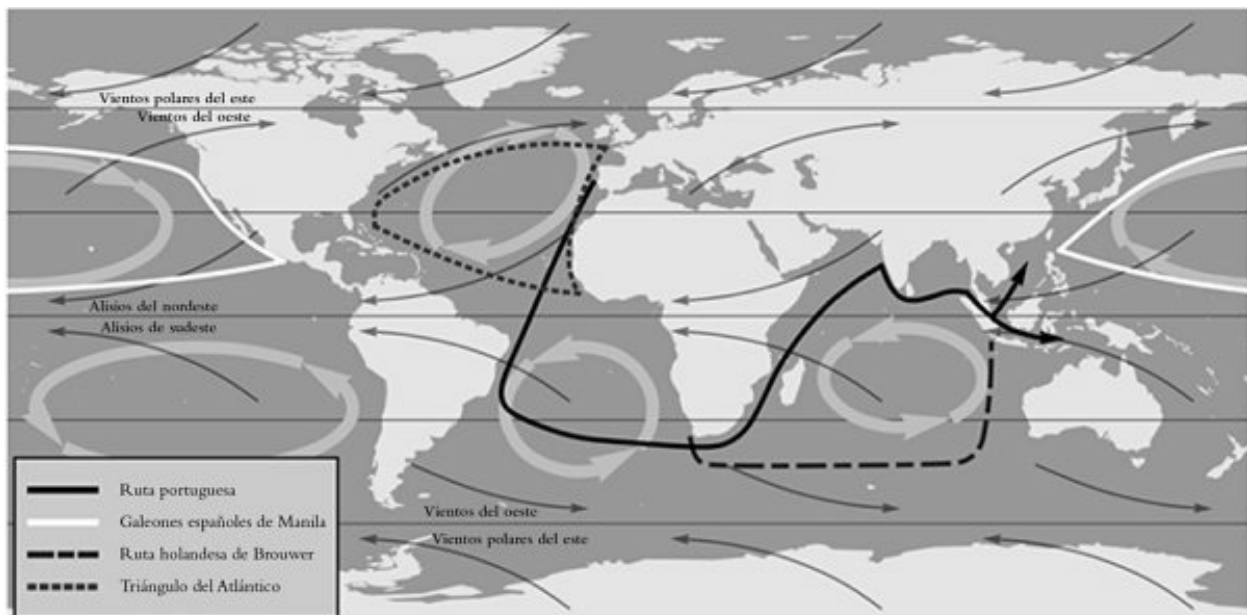 Vientos polares del este
Vientos del oeste
Alisios del nordeste
Alisios de sudeste
Vientos del oeste
Vientos polares del este
Ruta portuguesa
Galeones españoles de Manila
Ruta holandesa de Brouwer
Triángulo del Atlántico